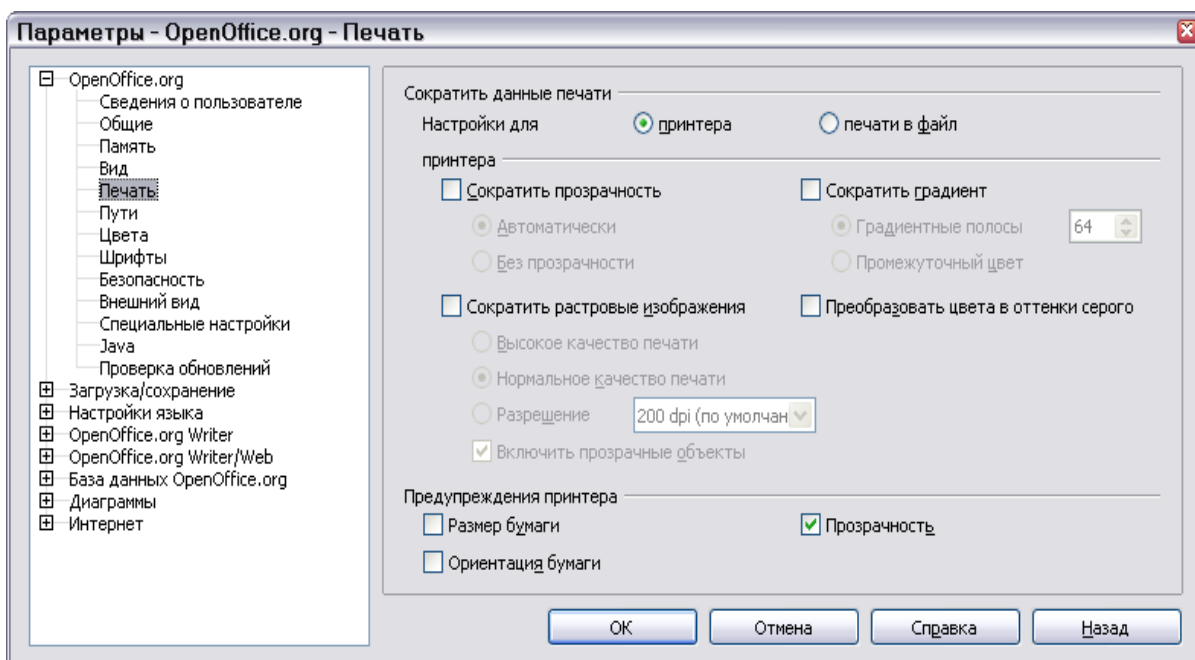 Параметры - OpenOffice.org - Печать
OpenOffice.org
Сведения о пользователе
Общие
Память
Вид
Печать
Пути
Цвета
Шрифты
Безопасность
Внешний вид
Специальные настройки
Java
Проверка обновлений
Загрузка/сохранение
Настройки языка
OpenOffice.org Writer
OpenOffice.org Writer/Web
База данных OpenOffice.org
Диаграммы
Интернет
Сократить данные печати
Настройки для принтера печати в файл
принтера
Сократить прозрачность Сократить градиент
Автоматически Градиентные полосы 64
Без прозрачности Промежуточный цвет
Сократить растровые изображения Преобразовать цвета в оттенки серого
Высокое качество печати
Нормальное качество печати
Разрешение 200 dpi (по умолчан
Включить прозрачные объекты
Предупреждения принтера
Размер бумаги Прозрачность
Ориентация бумаги
ОК Отмена Справка Назад